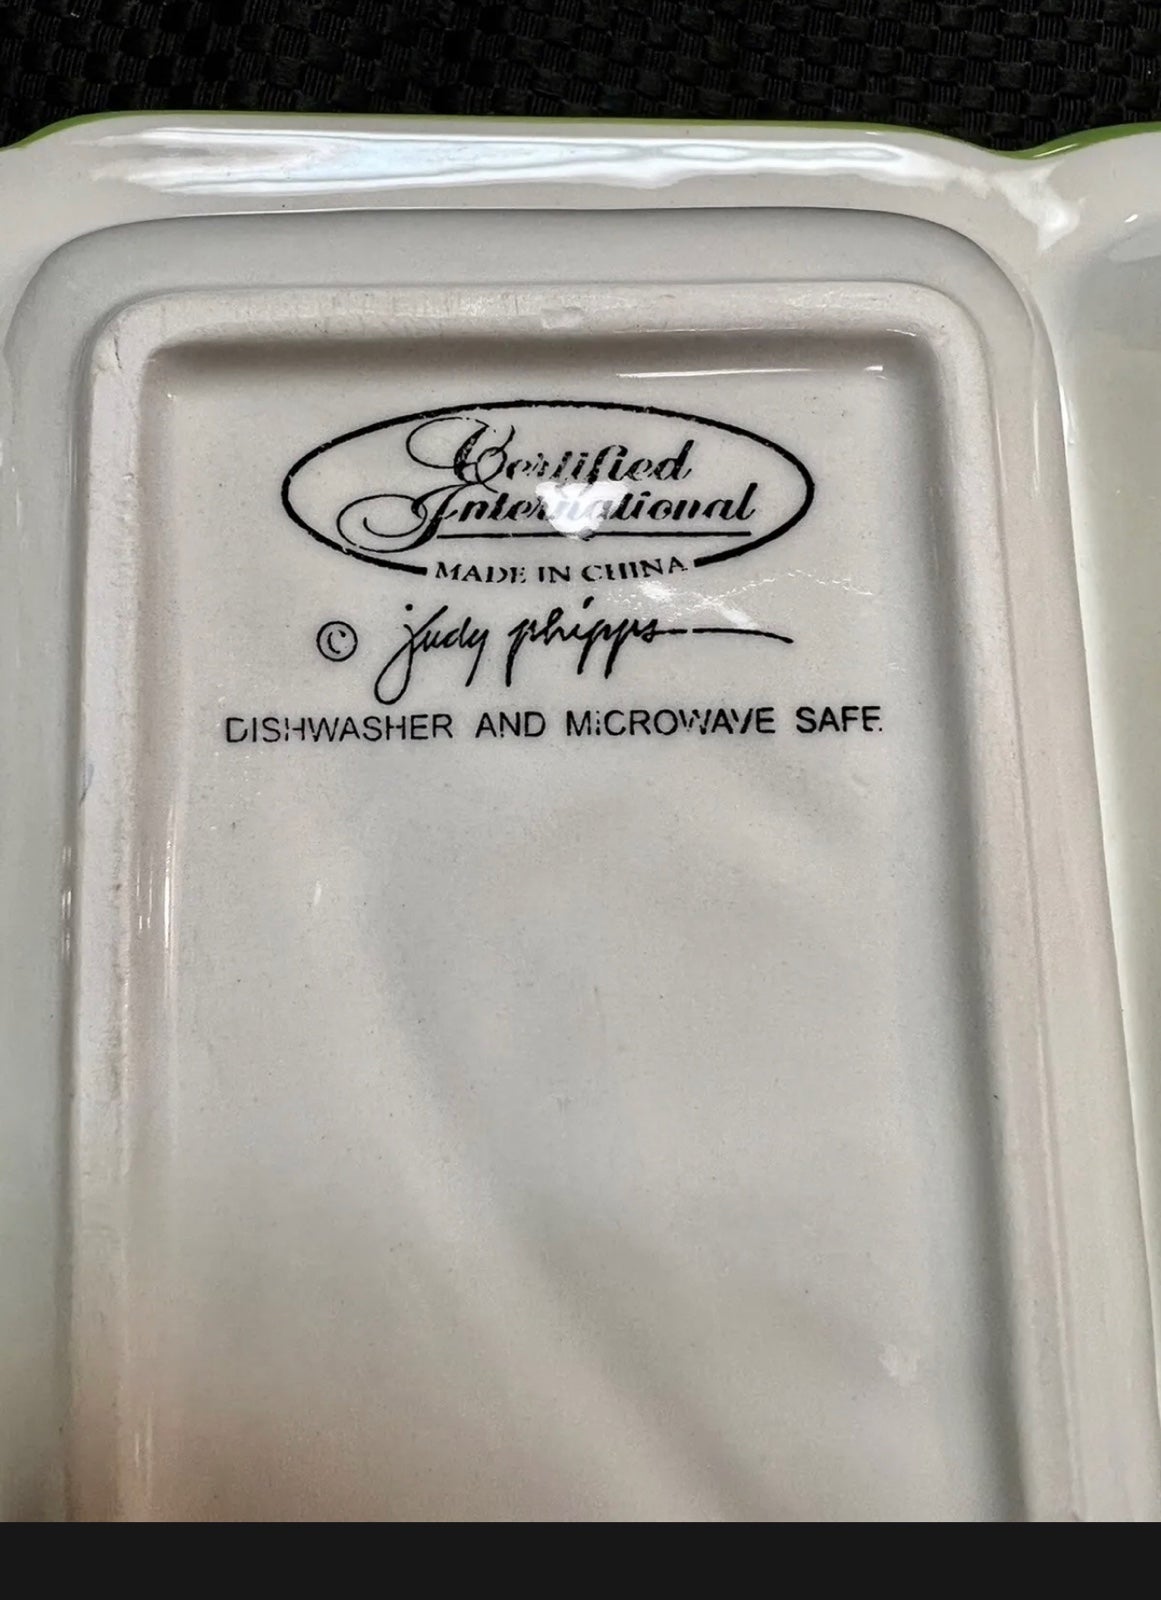 Certified
International
MADE IN CHINA
© judy phipps
DISHWASHER AND MICROWAVE SAFE